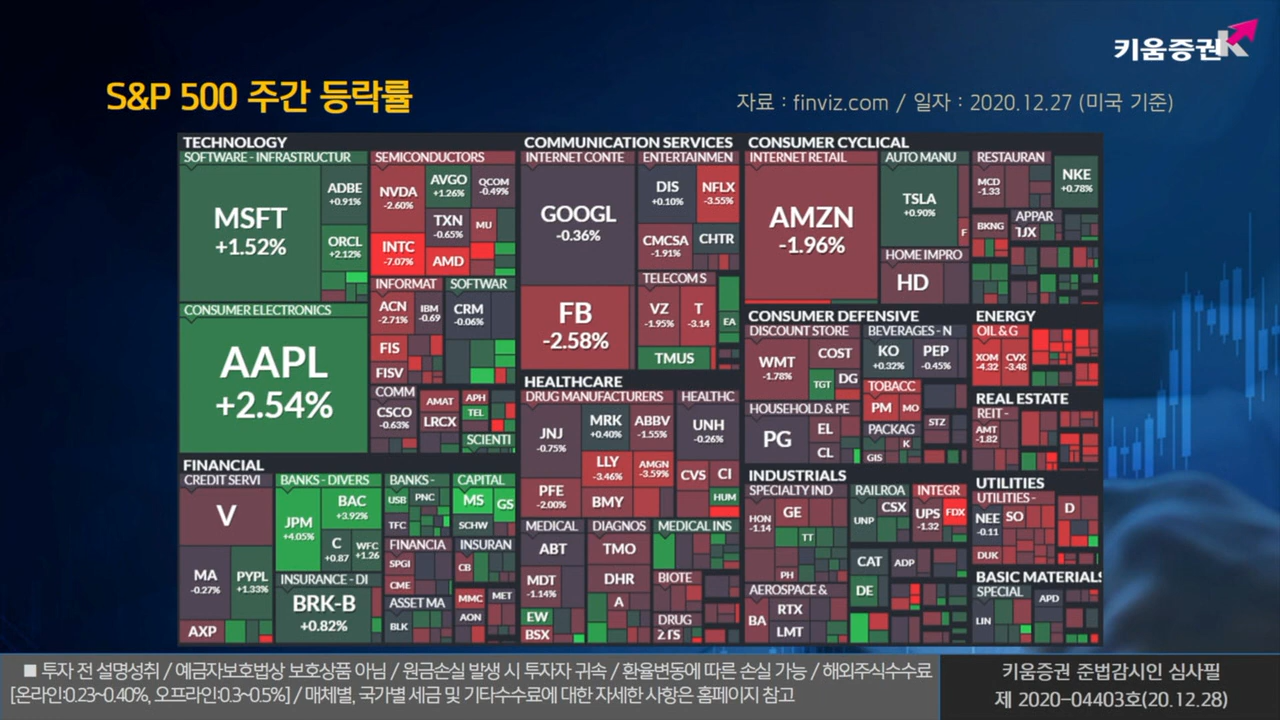 키움증권
S&P 500 주간 등락률
자료 : finviz.com / 일자 : 2020.12.27 (미국 기준)
TECHNOLOGY
SOFTWARE - INFRASTRUCTUR
MSFT
+1.52%
ADBE
+0.91%
ORCL
+2.12%
CONSUMER ELECTRONICS
AAPL
+2.54%
SEMICONDUCTORS
NVDA
-2.60%
AVGO
+1.26%
QCOM
-0.49%
TXN
-0.65%
MU
INTC
-7.07%
AMD
INFORMAT
ACN
-2.71%
IBM
-0.69
FIS
FISV
SOFTWAR
CRM
-0.06%
COMM
CSCO
-0.63%
AMAT
LRCX
APH
TEL
SCIENTI
COMMUNICATION SERVICES
INTERNET CONTE
GOOGL
-0.36%
FB
-2.58%
ENTERTAINMEN
DIS
+0.10%
NFLX
-3.55%
CMCSA
-1.91%
CHTR
TELECOM S
VZ
-1.95%
T
-3.14
TMUS
EA
CONSUMER CYCLICAL
INTERNET RETAIL
AMZN
-1.96%
AUTO MANU
TSLA
+0.90%
F
HOME IMPRO
HD
RESTAURAN
MCD
-1.33
NKE
+0.78%
BKNG
APPAR
TJX
FINANCIAL
CREDIT SERVI
V
MA
-0.27%
PYPL
+1.33%
AXP
BANKS - DIVERS
JPM
+4.05%
BAC
+3.92%
C
+0.87
WFC
+1.26
INSURANCE - DI
BRK-B
+0.82%
BANKS -
USB
PNC
TFC
CAPITAL
MS
GS
SCHW
FINANCIA
SPGI
CME
INSURAN
CB
ASSET MA
BLK
MMC
MET
AON
HEALTHCARE
DRUG MANUFACTURERS
JNJ
-0.75%
MRK
+0.40%
ABBV
-1.55%
LLY
-3.46%
AMGN
-3.59%
PFE
-2.00%
BMY
HEALTHC
UNH
-0.26%
CVS
CI
HUM
MEDICAL
ABT
MDT
-1.14%
EW
BSX
DIAGNOS
TMO
DHR
A
MEDICAL INS
BIOTE
DRUG
CONSUMER DEFENSIVE
DISCOUNT STORE
WMT
-1.78%
COST
TGT
DG
BEVERAGES - N
KO
+0.32%
PEP
-0.45%
HOUSEHOLD & PE
PG
EL
CL
TOBACC
PM
MO
PACKAG
K
GIS
STZ
ENERGY
OIL & G
XOM
-4.32
CVX
-3.48
REAL ESTATE
REIT -
AMT
-1.82
INDUSTRIALS
SPECIALTY IND
HON
-1.14
GE
TT
PH
RAILROA
UNP
CSX
INTEGR
UPS
-1.32
FDX
CAT
ADP
DE
AEROSPACE &
BA
RTX
LMT
UTILITIES
UTILITIES -
NEE
-0.11
SO
D
DUK
BASIC MATERIALS
SPECIAL
LIN
APD
■ 투자 전 설명성취 / 예금자보호법상 보호상품 아님 / 원금손실 발생 시 투자자 귀속 / 환율변동에 따른 손실 가능 / 해외주식수수료
[온라인:0.23~0.40%, 오프라인:0.3~0.5%] / 매체별, 국가별 세금 및 기타수수료에 대한 자세한 사항은 홈페이지 참고
키움증권 준법감시인 심사필
제 2020-04403호(20.12.28)